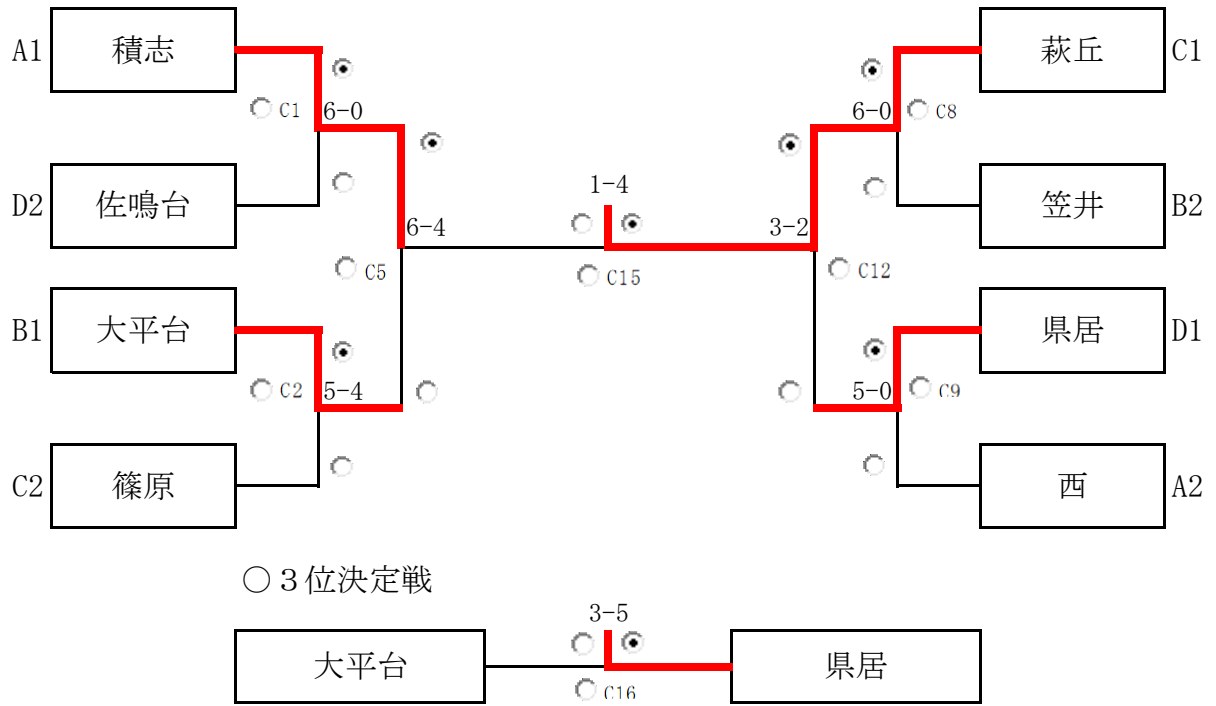 A1 積志
萩丘 C1
C1 6-0
6-0 C8
D2 佐鳴台
1-4
笠井 B2
6-4
3-2
C5
C15
C12
B1 大平台
県居 D1
C2 5-4
5-0 C9
C2 篠原
西 A2
○３位決定戦
3-5
大平台
県居
C16